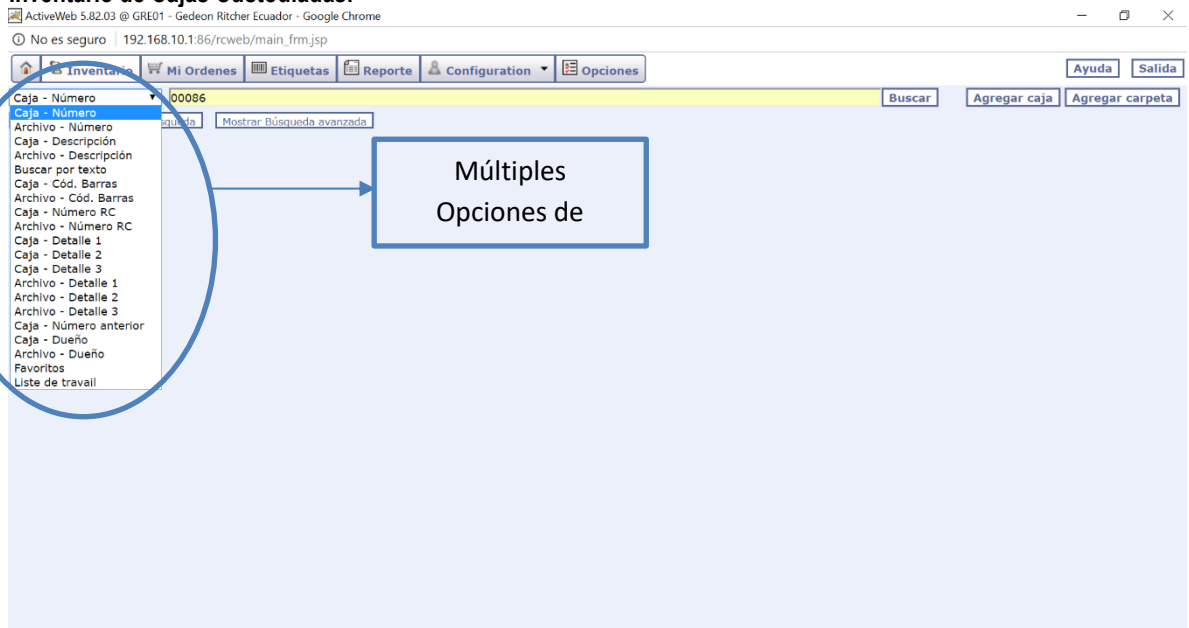 Inventario de Cajas Custodiadas.
ActiveWeb 5.82.03 @ GRE01 - Gedeon Ritcher Ecuador - Google Chrome
No es seguro | 192.168.10.1:86/rcweb/main_frm.jsp
Inventario Mi Ordenes Etiquetas Reporte Configuration Opciones Ayuda Salida
Caja - Número 00086 Buscar Agregar caja Agregar carpeta
Mostrar Búsqueda avanzada
Caja - Número
Archivo - Número
Caja - Descripción
Archivo - Descripción
Buscar por texto
Caja - Cód. Barras
Archivo - Cód. Barras
Caja - Número RC
Archivo - Número RC
Caja - Detalle 1
Caja - Detalle 2
Caja - Detalle 3
Archivo - Detalle 1
Archivo - Detalle 2
Archivo - Detalle 3
Caja - Número anterior
Caja - Dueño
Archivo - Dueño
Favoritos
Liste de travail
Múltiples
Opciones de